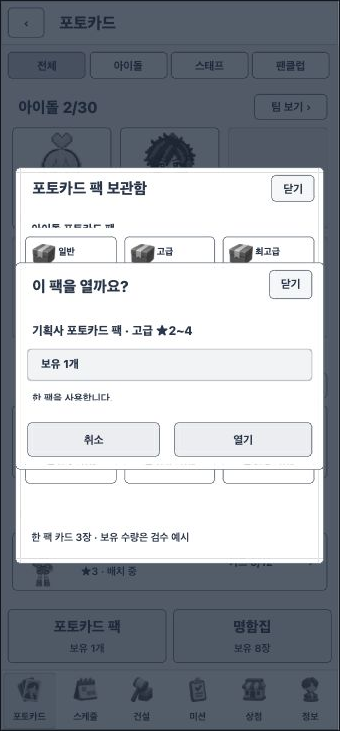 ‹ 포토카드
전체 아이돌 스태프 팬클럽
아이돌 2/30 팀 보기 ›
포토카드 팩 보관함 닫기
아이돌 포토카드 팩
일반 고급 최고급
이 팩을 열까요? 닫기
기획사 포토카드 팩 · 고급 ★2~4
보유 1개
한 팩을 사용합니다
취소 열기
한 팩 카드 3장 · 보유 수량은 검수 예시
★3 · 배치 중
포토카드 팩 명함집
보유 1개 보유 8장
포토카드 스케줄 건설 미션 상점 정보